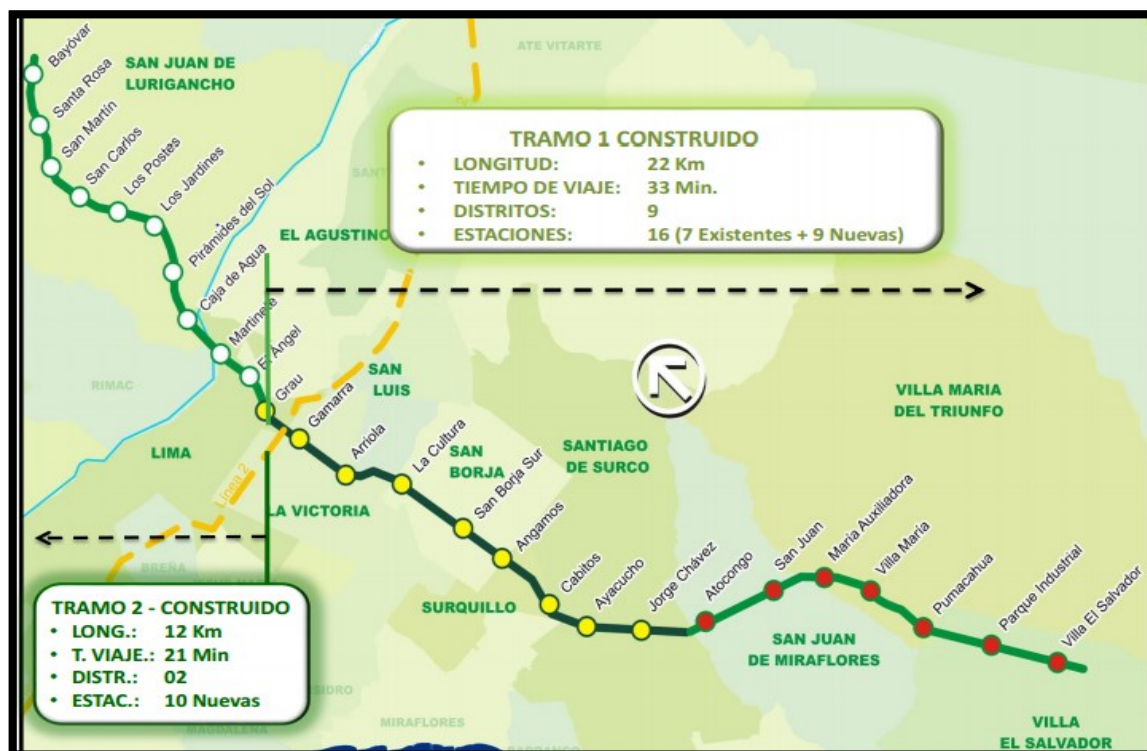 ATE VITARTE
Bayóvar
Santa Rosa
San Martín
San Carlos
Los Postes
Los Jardines
Pirámides del Sol
Caja de Agua
Martinete
El Ángel
Grau
Gamarra
Arriola
La Cultura
San Borja Sur
Angamos
Cabitos
Ayacucho
Jorge Chávez
Atocongo
San Juan
María Auxiliadora
Villa María
Pumacahua
Parque Industrial
Villa El Salvador
SAN JUAN DE
LURIGANCHO
TRAMO 1 CONSTRUIDO
• LONGITUD: 22 Km
• TIEMPO DE VIAJE: 33 Min.
• DISTRITOS: 9
• ESTACIONES: 16 (7 Existentes + 9 Nuevas)
EL AGUSTINO
RIMAC
SAN
LUIS
VILLA MARIA
DEL TRIUNFO
LIMA
SAN
BORJA
SANTIAGO
DE SURCO
Línea 2
LA VICTORIA
BREÑA
SURQUILLO
SAN JUAN
DE MIRAFLORES
TRAMO 2 - CONSTRUIDO
• LONG.: 12 Km
• T. VIAJE.: 21 Min
• DISTR.: 02
• ESTAC.: 10 Nuevas
MIRAFLORES
VILLA
EL SALVADOR